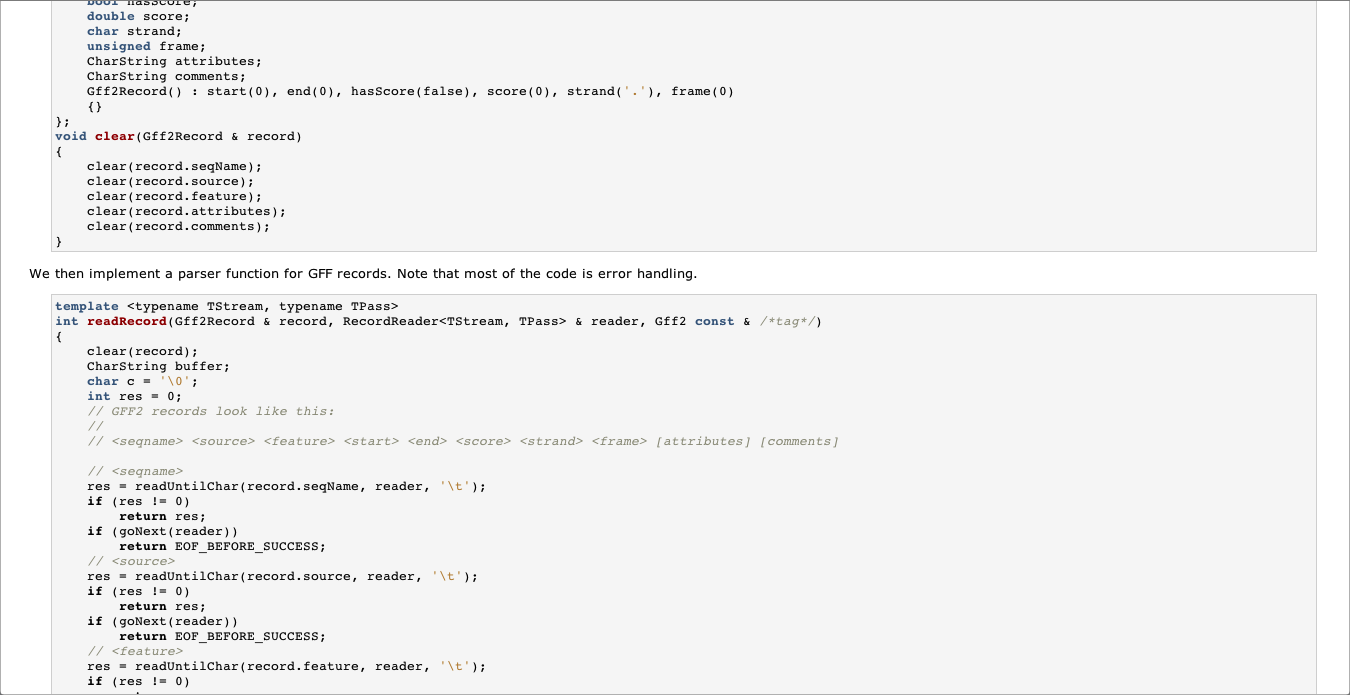 bool hasScore;
double score;
char strand;
unsigned frame;
CharString attributes;
CharString comments;
Gff2Record() : start(0), end(0), hasScore(false), score(0), strand('.'), frame(0)
{}
};
void clear(Gff2Record & record)
{
clear(record.seqName);
clear(record.source);
clear(record.feature);
clear(record.attributes);
clear(record.comments);
}
We then implement a parser function for GFF records. Note that most of the code is error handling.
template <typename TStream, typename TPass>
int readRecord(Gff2Record & record, RecordReader<TStream, TPass> & reader, Gff2 const & /*tag*/)
{
clear(record);
CharString buffer;
char c = '\0';
int res = 0;
// GFF2 records look like this:
//
// <seqname> <source> <feature> <start> <end> <score> <strand> <frame> [attributes] [comments]
// <seqname>
res = readUntilChar(record.seqName, reader, '\t');
if (res != 0)
return res;
if (goNext(reader))
return EOF_BEFORE_SUCCESS;
// <source>
res = readUntilChar(record.source, reader, '\t');
if (res != 0)
return res;
if (goNext(reader))
return EOF_BEFORE_SUCCESS;
// <feature>
res = readUntilChar(record.feature, reader, '\t');
if (res != 0)